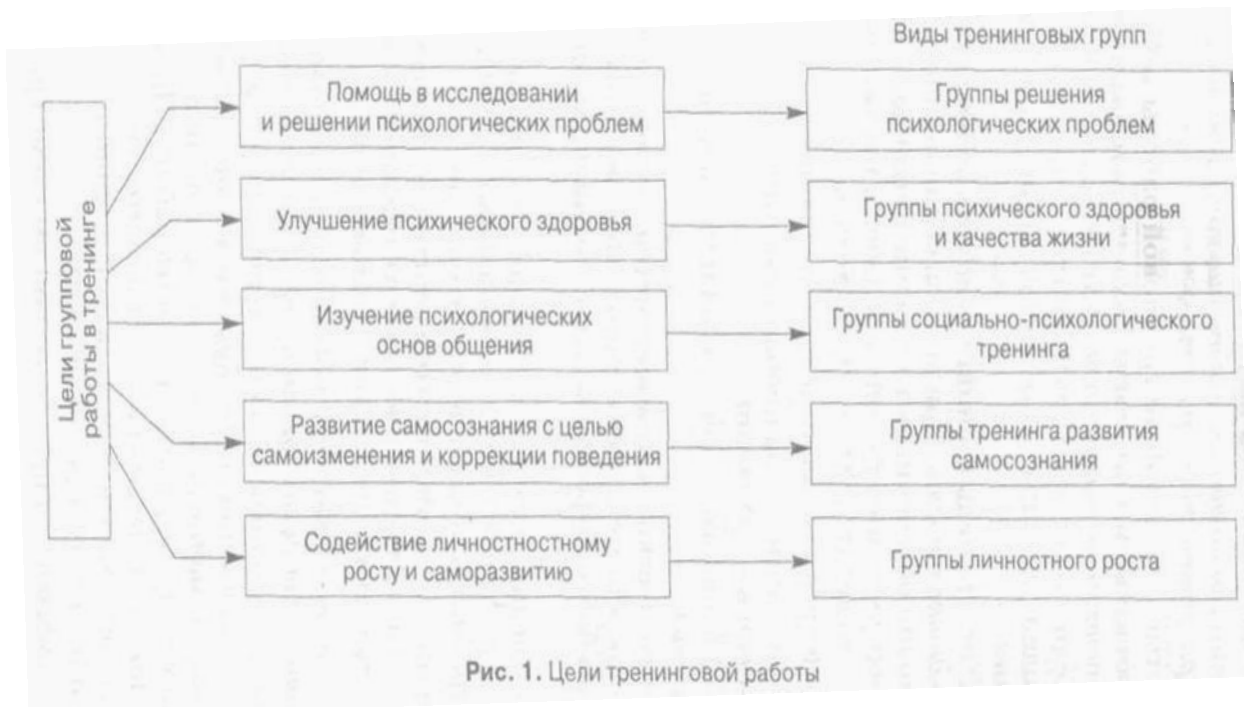 Виды тренинговых групп
Цели групповой
работы в тренинге
Помощь в исследовании
и решении психологических проблем
Группы решения
психологических проблем
Улучшение психического здоровья
Группы психического здоровья
и качества жизни
Изучение психологических
основ общения
Группы социально-психологического
тренинга
Развитие самосознания с целью
самоизменения и коррекции поведения
Группы тренинга развития
самосознания
Содействие личностностному
росту и саморазвитию
Группы личностного роста
Рис. 1. Цели тренинговой работы